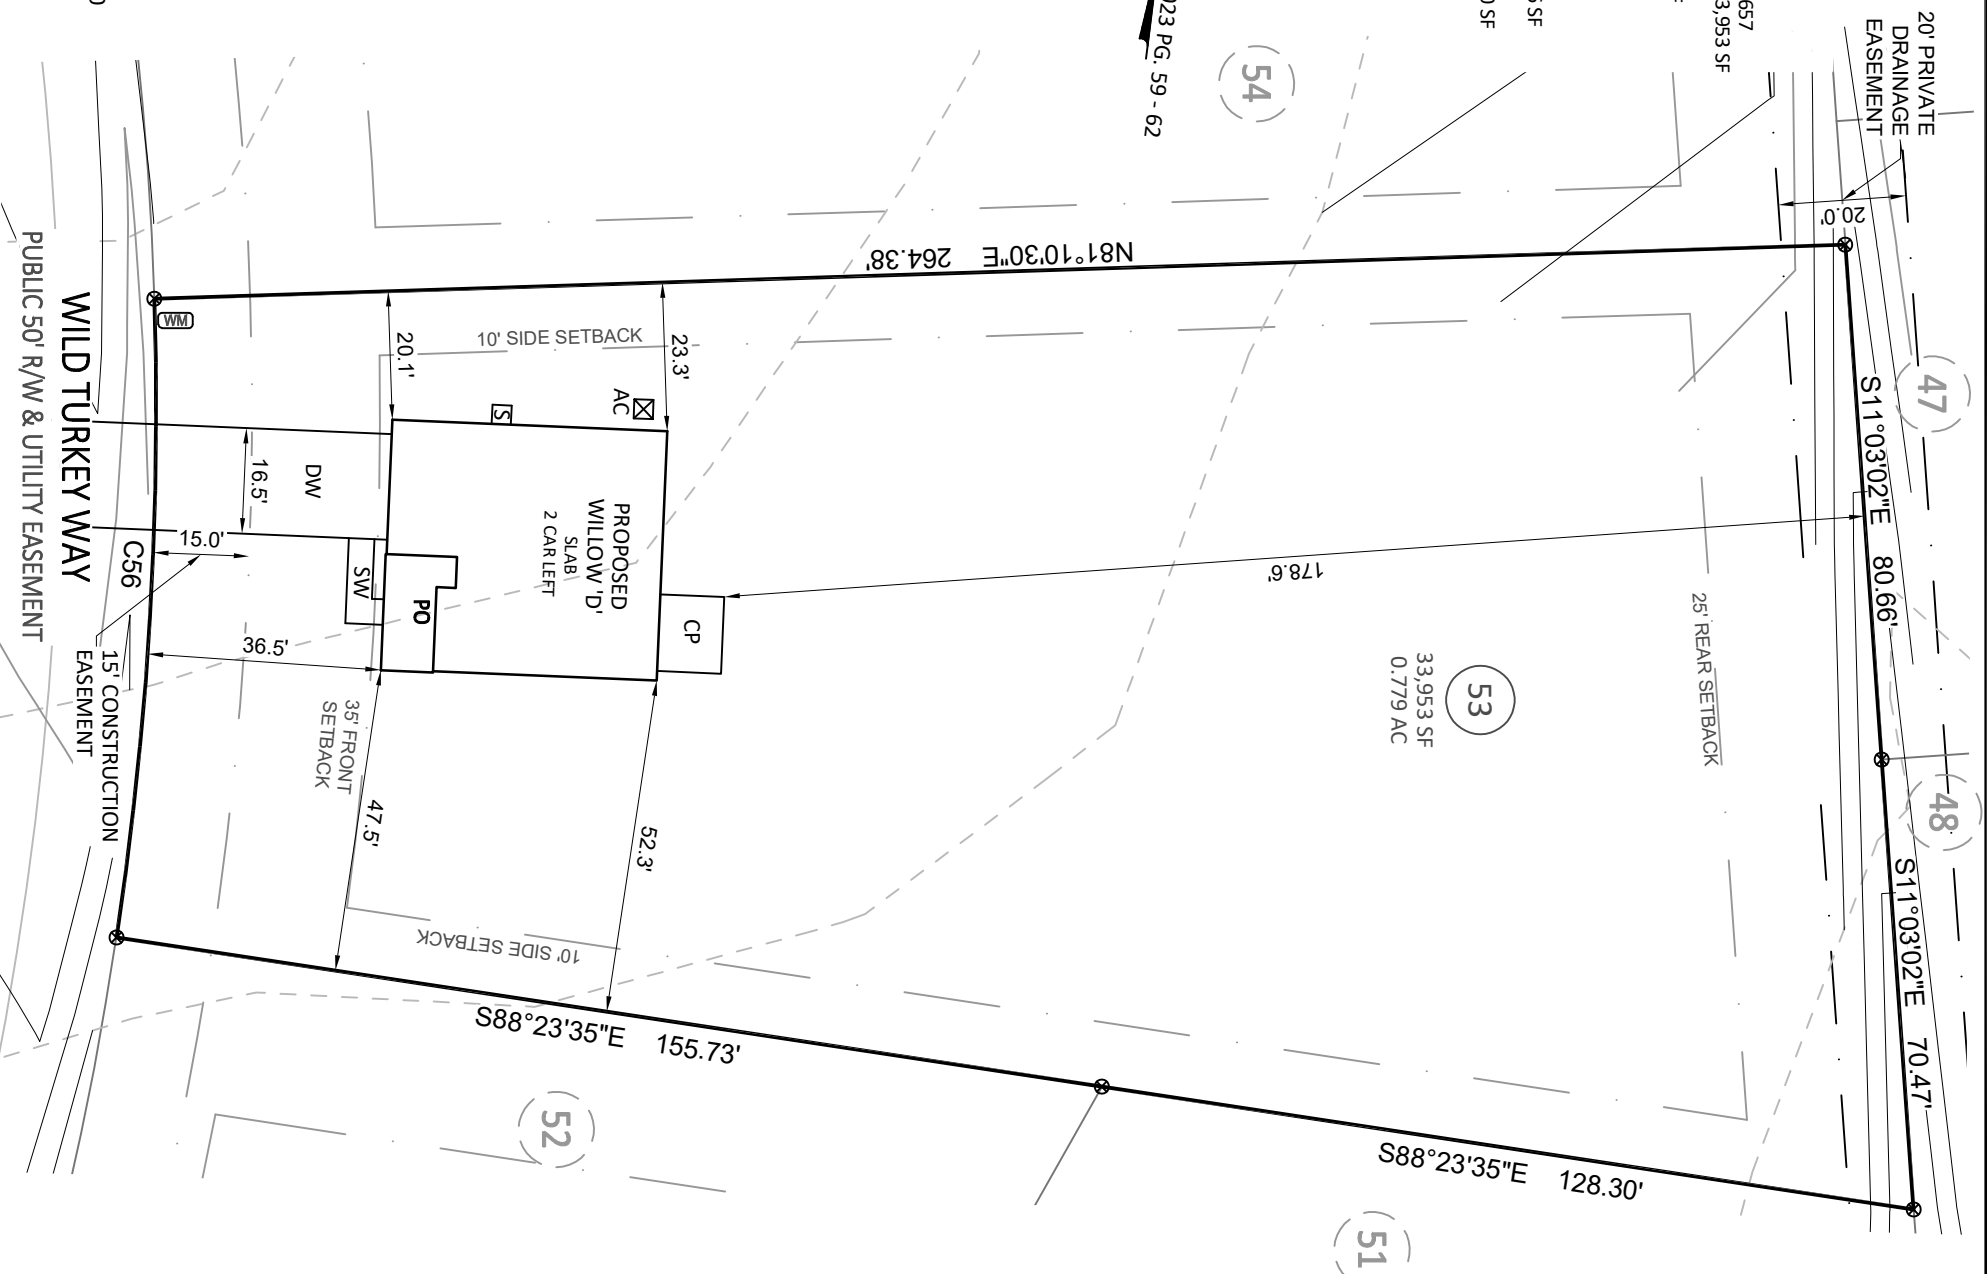 20' PRIVATE
DRAINAGE
EASEMENT
657
3,953 SF
SF
0 SF
023 PG. 59 - 62
54
47
48
20.0'
N81°10'30"E 264.38'
S11°03'02"E 80.66'
S11°03'02"E 70.47'
WM
10' SIDE SETBACK
20.1'
23.3'
AC
S
DW
16.5'
15.0'
SW
PO
PROPOSED
WILLOW 'D'
SLAB
2 CAR LEFT
CP
178.6'
25' REAR SETBACK
53
33,953 SF
0.779 AC
36.5'
35' FRONT
SETBACK
47.5'
52.3'
10' SIDE SETBACK
C56
15' CONSTRUCTION
EASEMENT
WILD TURKEY WAY
PUBLIC 50' R/W & UTILITY EASEMENT
S88°23'35"E 155.73'
S88°23'35"E 128.30'
52
51